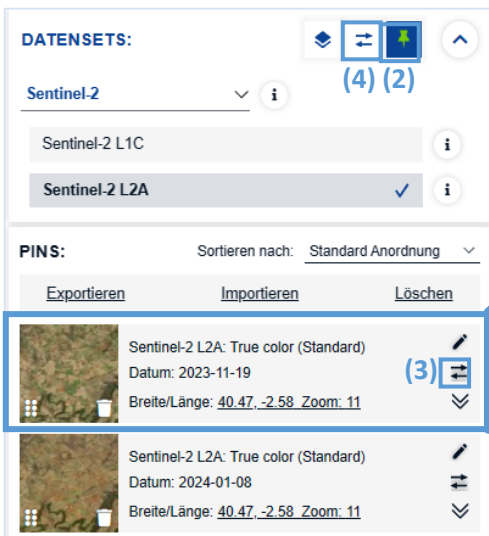 DATENSETS:
(4) (2)
Sentinel-2
i
Sentinel-2 L1C
i
Sentinel-2 L2A
i
PINS:
Sortieren nach: Standard Anordnung
Exportieren Importieren Löschen
Sentinel-2 L2A: True color (Standard)
Datum: 2023-11-19
(3)
Breite/Länge: 40.47, -2.58 Zoom: 11
Sentinel-2 L2A: True color (Standard)
Datum: 2024-01-08
Breite/Länge: 40.47, -2.58 Zoom: 11